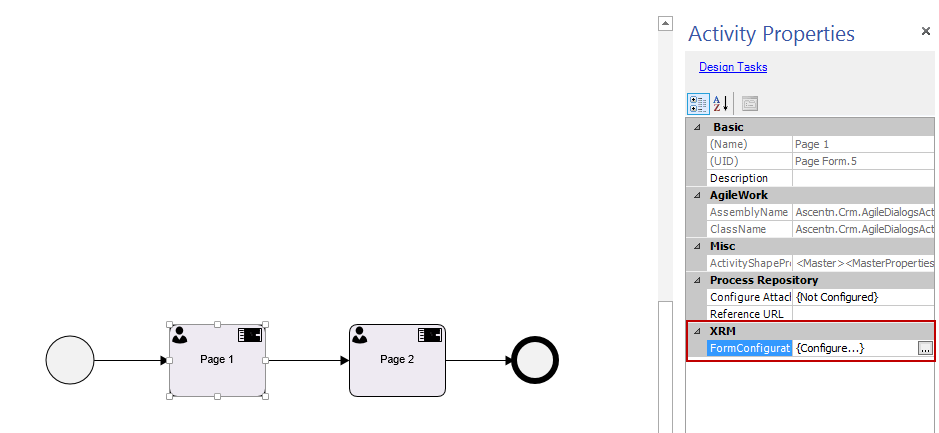 Activity Properties
Design Tasks
Basic
(Name) Page 1
(UID) Page Form.5
Description
AgileWork
AssemblyName Ascentn.Crm.AgileDialogsAct
ClassName Ascentn.Crm.AgileDialogsAct
Misc
ActivityShapePro <Master><MasterProperties
Process Repository
Configure Attacl {Not Configured}
Reference URL
XRM
FormConfigurat {Configure...}
Page 1
Page 2